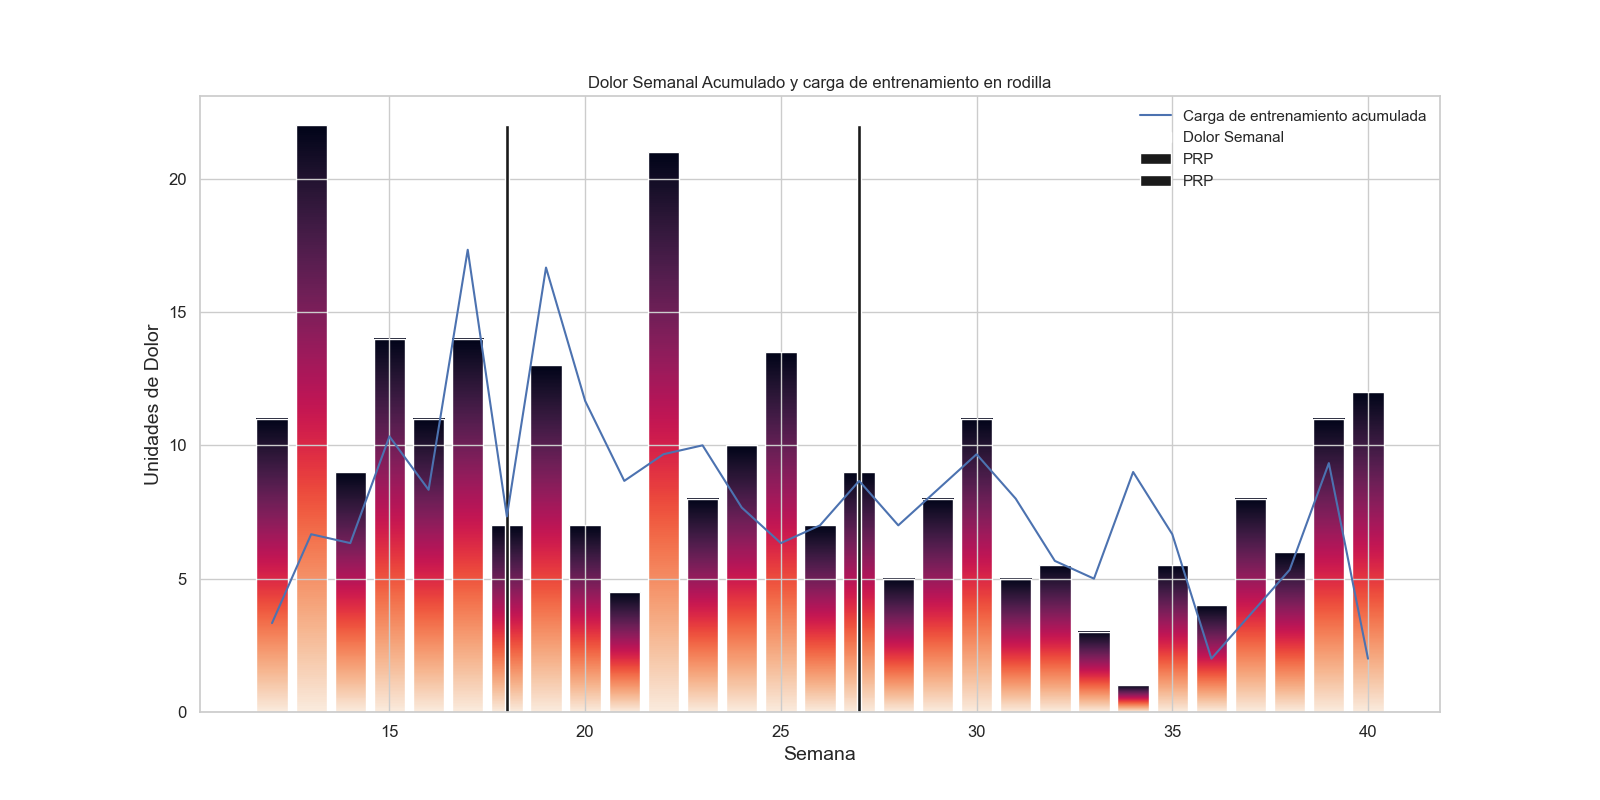 Dolor Semanal Acumulado y carga de entrenamiento en rodilla
Carga de entrenamiento acumulada
Dolor Semanal
PRP
PRP
Unidades de Dolor
20
15
10
5
0
15 20 25 30 35 40
Semana